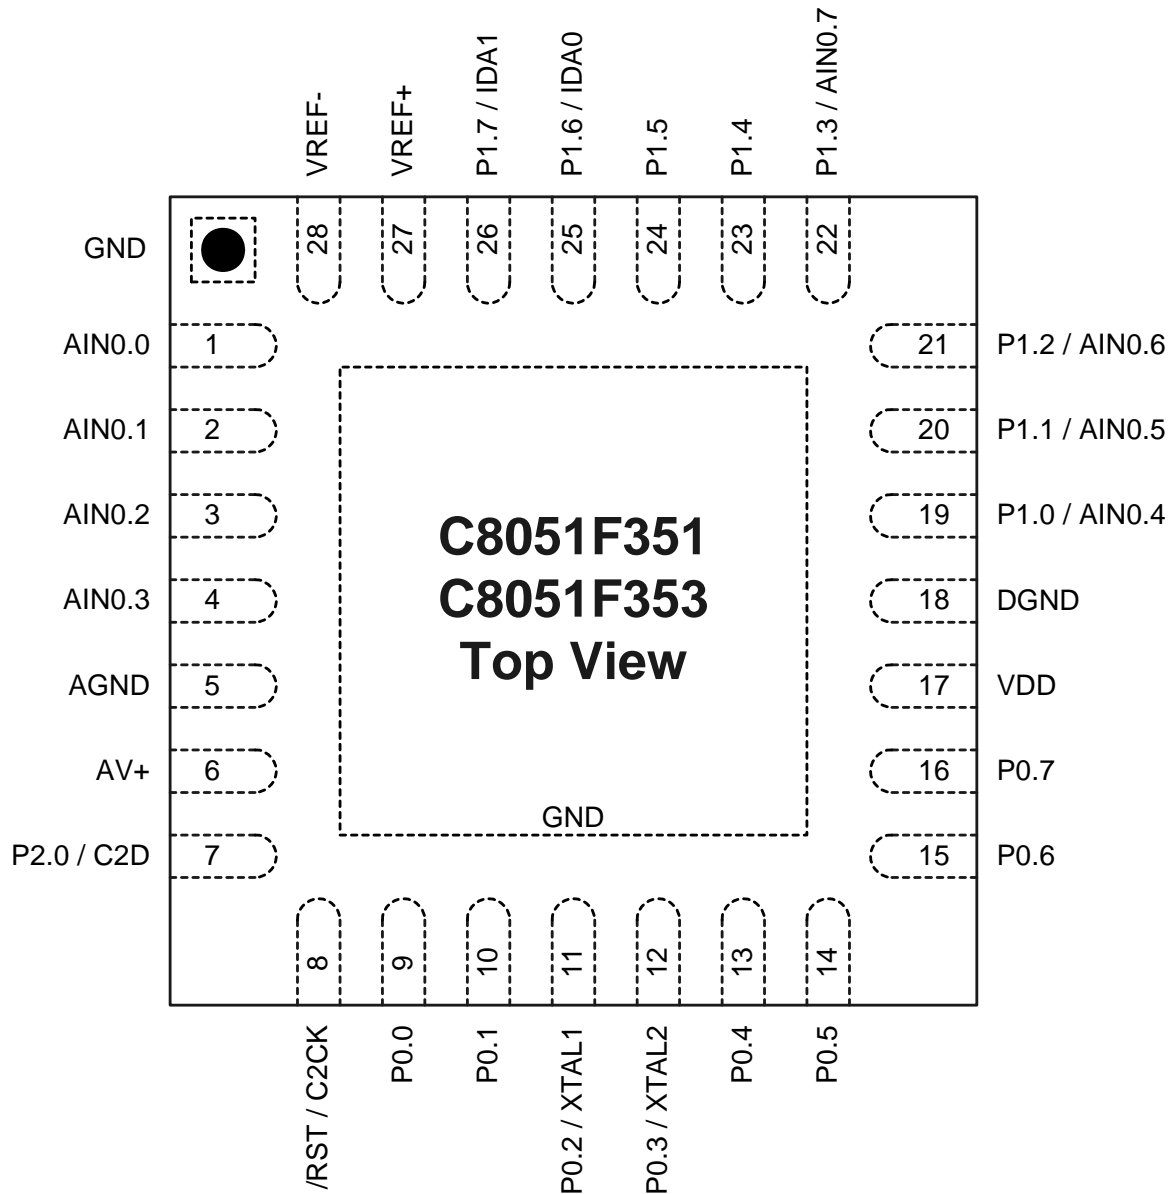 VREF-
VREF+
P1.7 / IDA1
P1.6 / IDA0
P1.5
P1.4
P1.3 / AIN0.7
28
27
26
25
24
23
22
GND
AIN0.0
1
AIN0.1
2
AIN0.2
3
AIN0.3
4
AGND
5
AV+
6
P2.0 / C2D
7
C8051F351
C8051F353
Top View
GND
21
P1.2 / AIN0.6
20
P1.1 / AIN0.5
19
P1.0 / AIN0.4
18
DGND
17
VDD
16
P0.7
15
P0.6
8
9
10
11
12
13
14
/RST / C2CK
P0.0
P0.1
P0.2 / XTAL1
P0.3 / XTAL2
P0.4
P0.5